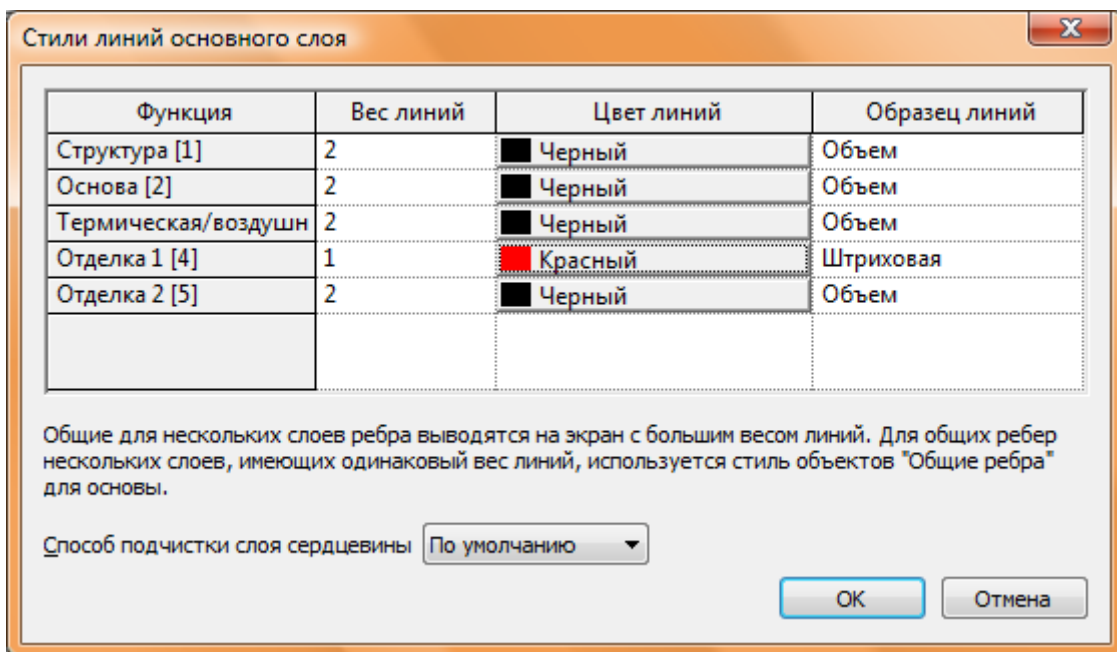 Стили линий основного слоя
Функция Вес линий Цвет линий Образец линий
Структура [1] 2 Черный Объем
Основа [2] 2 Черный Объем
Термическая/воздушн 2 Черный Объем
Отделка 1 [4] 1 Красный Штриховая
Отделка 2 [5] 2 Черный Объем
Общие для нескольких слоев ребра выводятся на экран с большим весом линий. Для общих ребер
нескольких слоев, имеющих одинаковый вес линий, используется стиль объектов "Общие ребра"
для основы.
Способ подчистки слоя сердцевины По умолчанию
ОК Отмена